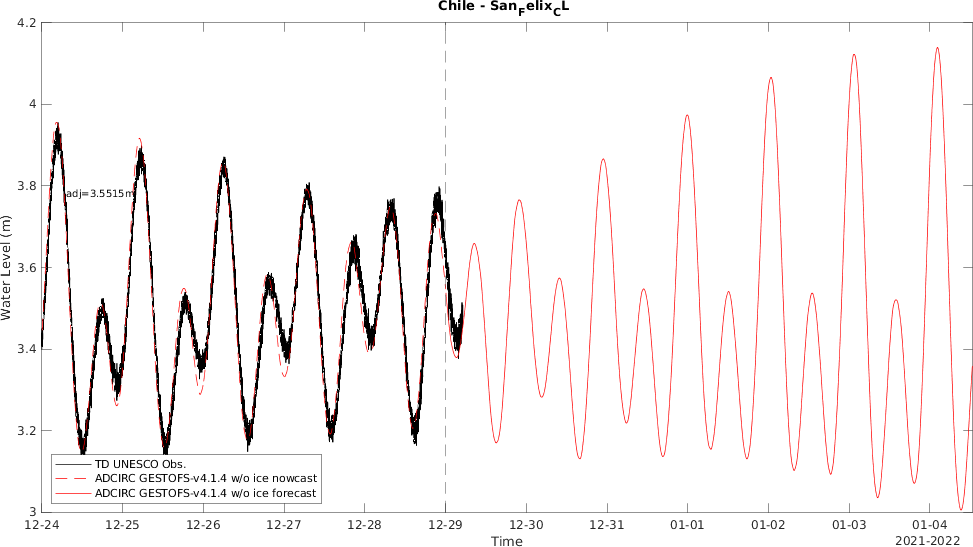 Chile - San_Felix_CL
4.2
4
3.8
3.6
3.4
3.2
3
Water Level (m)
adj=3.5515m
TD UNESCO Obs.
ADCIRC GESTOFS-v4.1.4 w/o ice nowcast
ADCIRC GESTOFS-v4.1.4 w/o ice forecast
12-24 12-25 12-26 12-27 12-28 12-29 12-30 12-31 01-01 01-02 01-03 01-04
Time
2021-2022